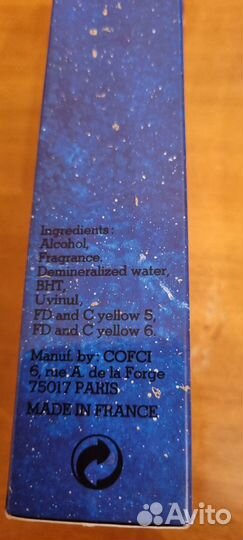 Ingredients:
Alcohol,
Fragrance.
Demineralized water,
BHT,
Uvinul,
FD and C yellow 5,
FD and C yellow 6.
Manuf. by: COFCI
6, rue A. de la Forge
75017 PARIS
MADE IN FRANCE
Avito